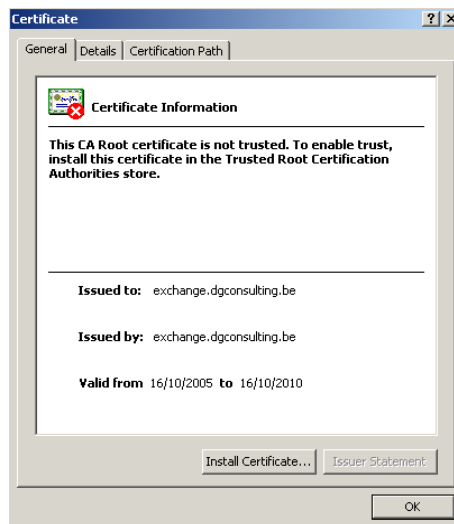 Certificate
General
Details
Certification Path
Certificate Information
This CA Root certificate is not trusted. To enable trust,
install this certificate in the Trusted Root Certification
Authorities store.
Issued to: exchange.dgconsulting.be
Issued by: exchange.dgconsulting.be
Valid from 16/10/2005 to 16/10/2010
Install Certificate...
Issuer Statement
OK